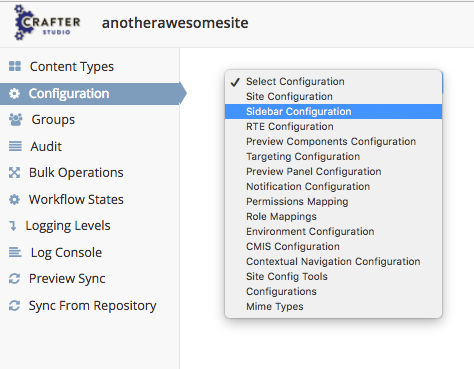 CRAFTER
STUDIO
anotherawesomesite
Content Types
Configuration
Groups
Audit
Bulk Operations
Workflow States
Logging Levels
Log Console
Preview Sync
Sync From Repository
✓ Select Configuration
Site Configuration
Sidebar Configuration
RTE Configuration
Preview Components Configuration
Targeting Configuration
Preview Panel Configuration
Notification Configuration
Permissions Mapping
Role Mappings
Environment Configuration
CMIS Configuration
Contextual Navigation Configuration
Site Config Tools
Configurations
Mime Types